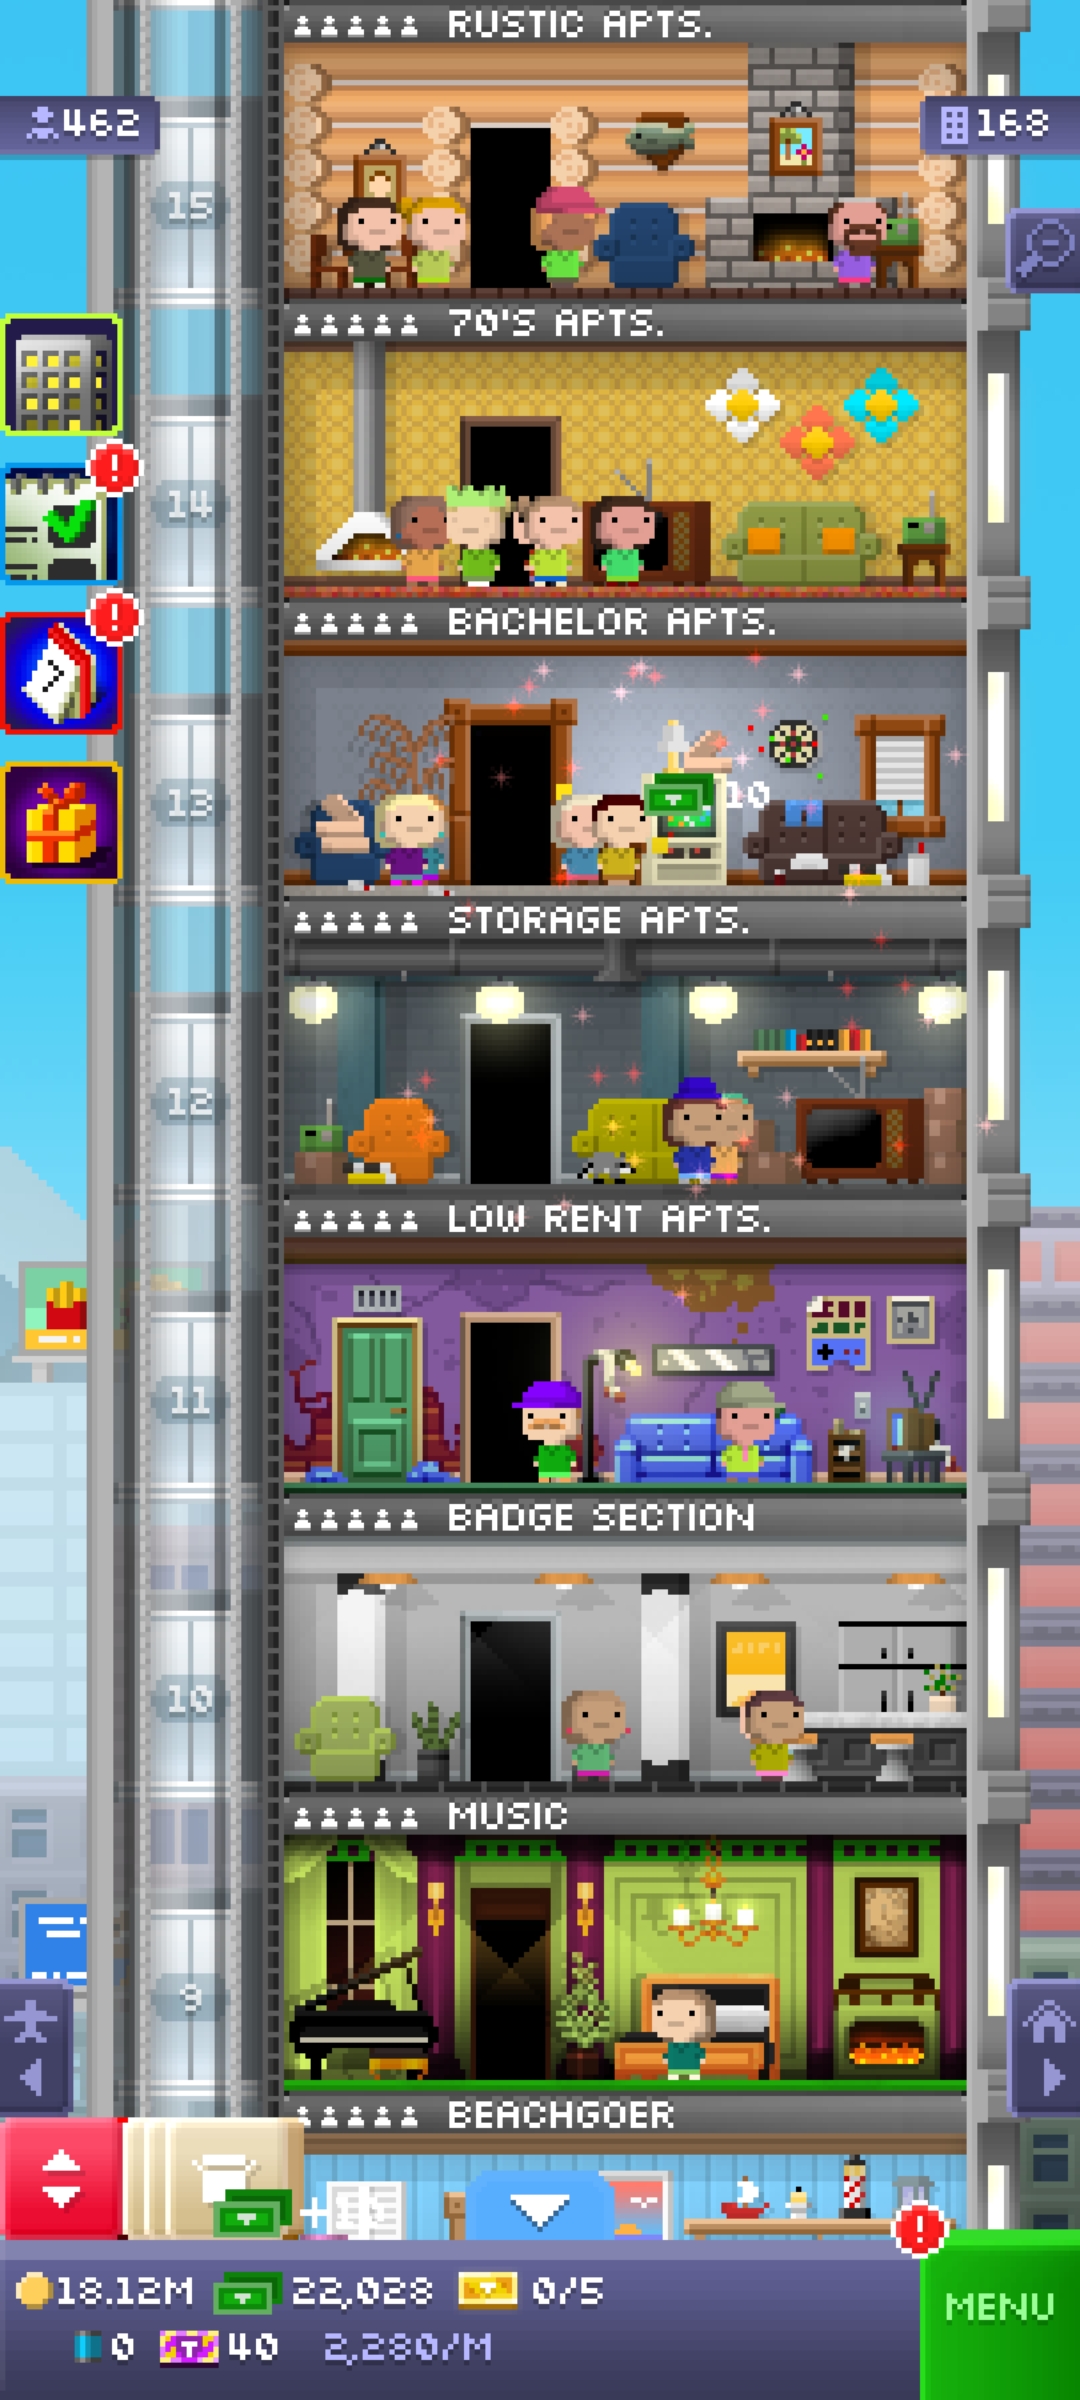 RUSTIC APTS.
462
168
15
70'S APTS.
14
BACHELOR APTS.
7
13
10
STORAGE APTS.
12
LOW RENT APTS.
11
BADGE SECTION
10
MUSIC
9
BEACHGOER
+
18.12M 22,028 0/5
0 40 2,280/M
MENU